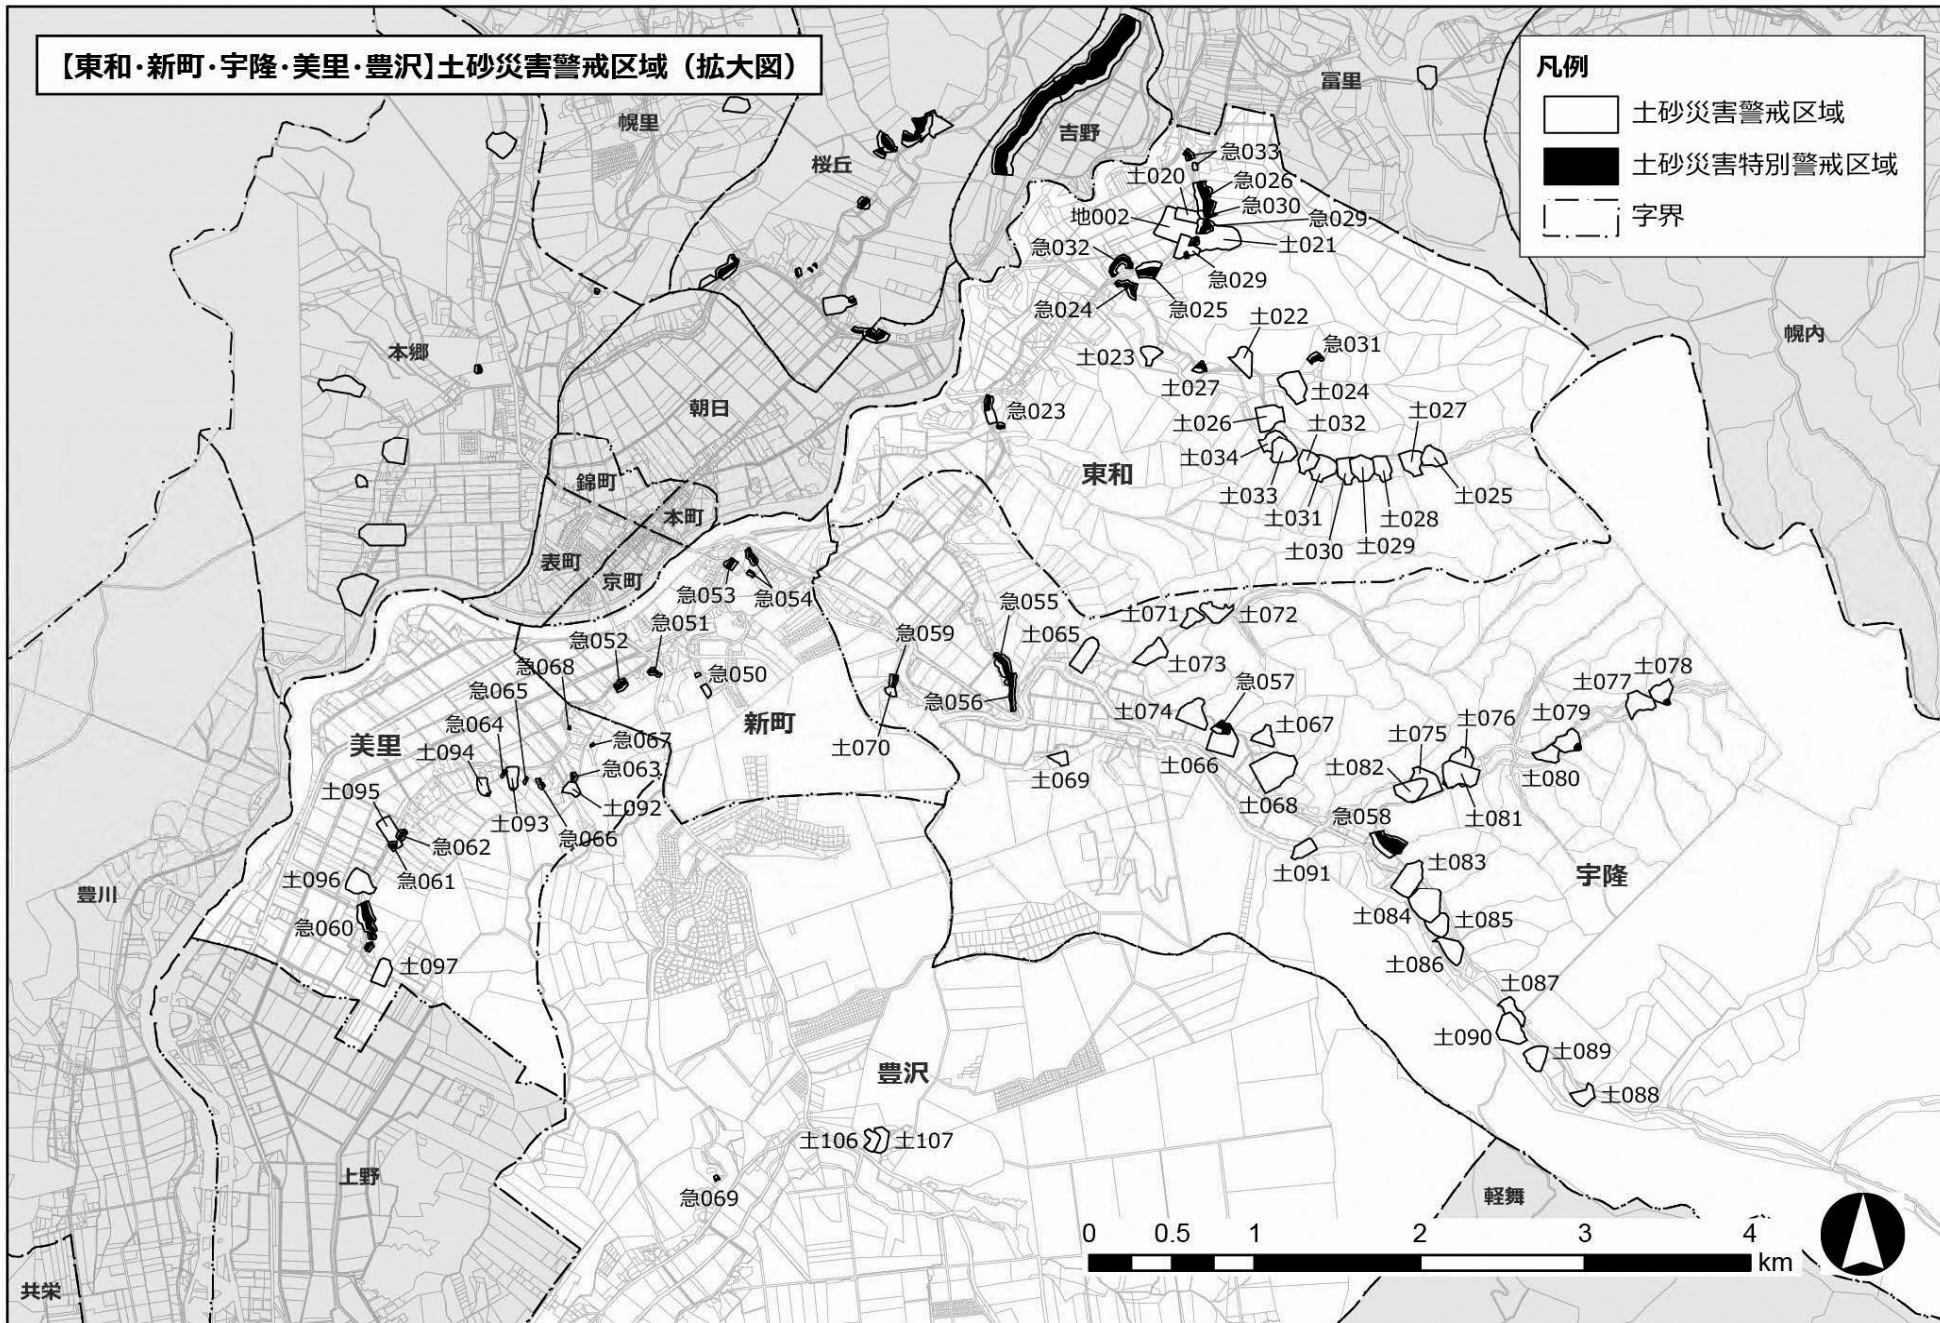 【東和・新町・宇隆・美里・豊沢】土砂災害警戒区域（拡大図）
凡例
土砂災害警戒区域
土砂災害特別警戒区域
字界
富里
幌里
吉野
桜丘
急033
土020
急026
急030
地002
急029
土021
急032
急029
急024
急025
土022
幌内
本郷
急031
土023
土027
土024
朝日
急023
土026
土032
土027
土034
東和
錦町
土033
土025
本町
土031
土028
土030
土029
表町
京町
急053
急054
急055
土071
土072
急051
急059
土065
急052
急068
急050
土073
急065
急057
土078
土077
急056
新町
土074
土067
土076
土079
急064
美里
急067
土070
土075
土094
急063
土066
土082
土080
土069
土095
土092
土068
土093
急066
急058
土081
急062
土083
土091
宇隆
土096
急061
豊川
土084
土085
急060
土097
土086
土087
土090
土089
豊沢
土088
土106
土107
上野
急069
軽舞
0
0.5
1
2
3
4
km
共栄